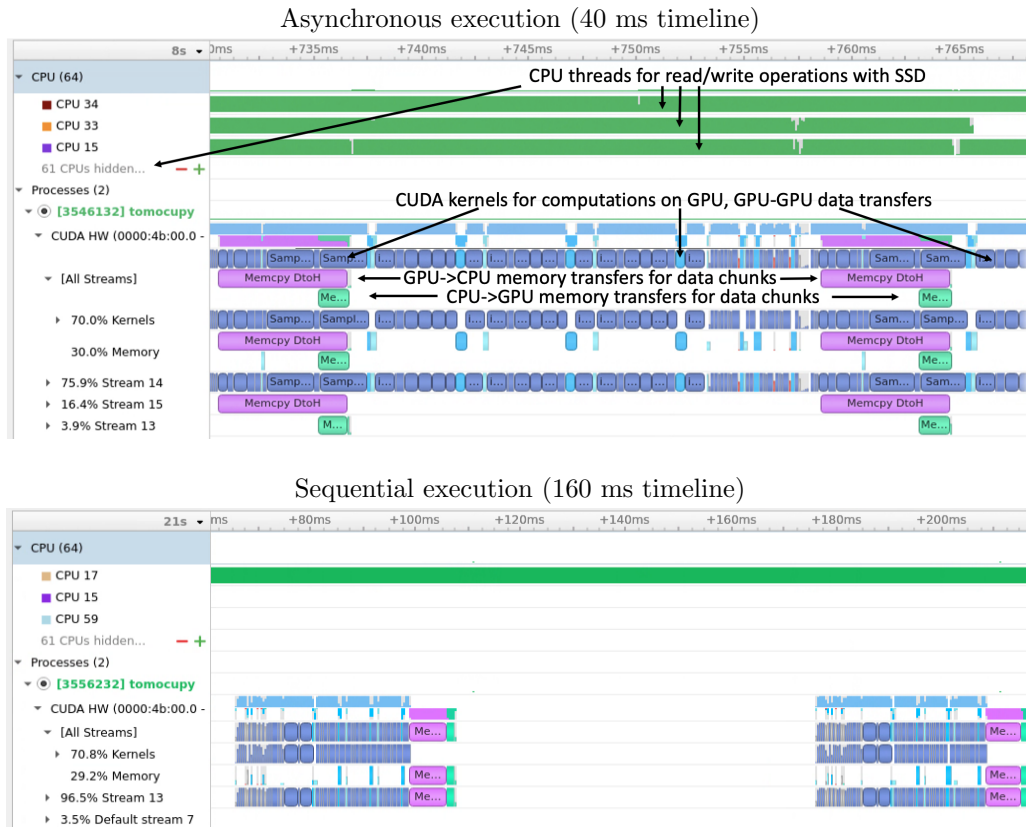 Asynchronous execution (40 ms timeline)
8s 0ms +735ms +740ms +745ms +750ms +755ms +760ms +765ms
CPU (64)
CPU threads for read/write operations with SSD
CPU 34
CPU 33
CPU 15
61 CPUs hidden... − +
Processes (2)
CUDA kernels for computations on GPU, GPU-GPU data transfers
[3546132] tomocupy
CUDA HW (0000:4b:00.0 -
Samp... Samp... i... i... i... i... i... i... i... Sam... Sam... i...
[All Streams] Memcpy DtoH GPU->CPU memory transfers for data chunks Memcpy DtoH
Me... CPU->GPU memory transfers for data chunks Me...
70.0% Kernels Samp... Sampl... i... i... i... i... i... i... i... Sam... Samp... i...
30.0% Memory Memcpy DtoH Memcpy DtoH
Me... Me...
75.9% Stream 14 Samp... Samp... i... ... i... ... i... ... i... Sam... Sam... i...
16.4% Stream 15 Memcpy DtoH Memcpy DtoH
3.9% Stream 13 M... Me...
Sequential execution (160 ms timeline)
21s ms +80ms +100ms +120ms +140ms +160ms +180ms +200ms
CPU (64)
CPU 17
CPU 15
CPU 59
61 CPUs hidden... − +
Processes (2)
[3556232] tomocupy
CUDA HW (0000:4b:00.0 -
[All Streams] Me... Me...
70.8% Kernels
29.2% Memory Me... Me...
96.5% Stream 13 Me... Me...
3.5% Default stream 7